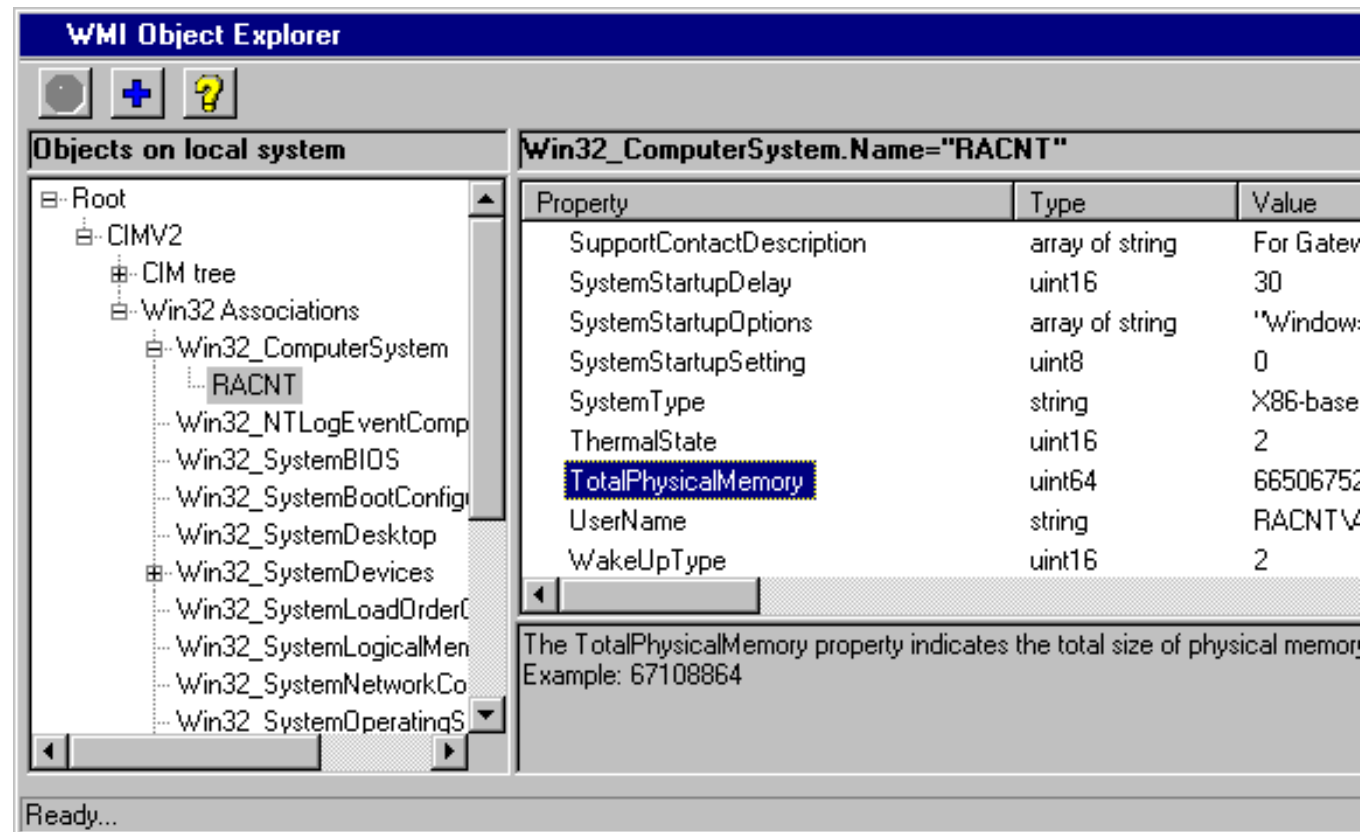 WMI Object Explorer
Objects on local system
Win32_ComputerSystem.Name="RACNT"
Root
CIMV2
CIM tree
Win32 Associations
Win32_ComputerSystem
RACNT
Win32_NTLogEventComp
Win32_SystemBIOS
Win32_SystemBootConfigu
Win32_SystemDesktop
Win32_SystemDevices
Win32_SystemLoadOrder
Win32_SystemLogicalMem
Win32_SystemNetworkCo
Win32_SystemOperatingS
Property Type Value
SupportContactDescription array of string For Gatew
SystemStartupDelay uint16 30
SystemStartupOptions array of string "Windows
SystemStartupSetting uint8 0
SystemType string X86-base
ThermalState uint16 2
TotalPhysicalMemory uint64 66506752
UserName string RACNT\
WakeUpType uint16 2
The TotalPhysicalMemory property indicates the total size of physical memory
Example: 67108864
Ready...